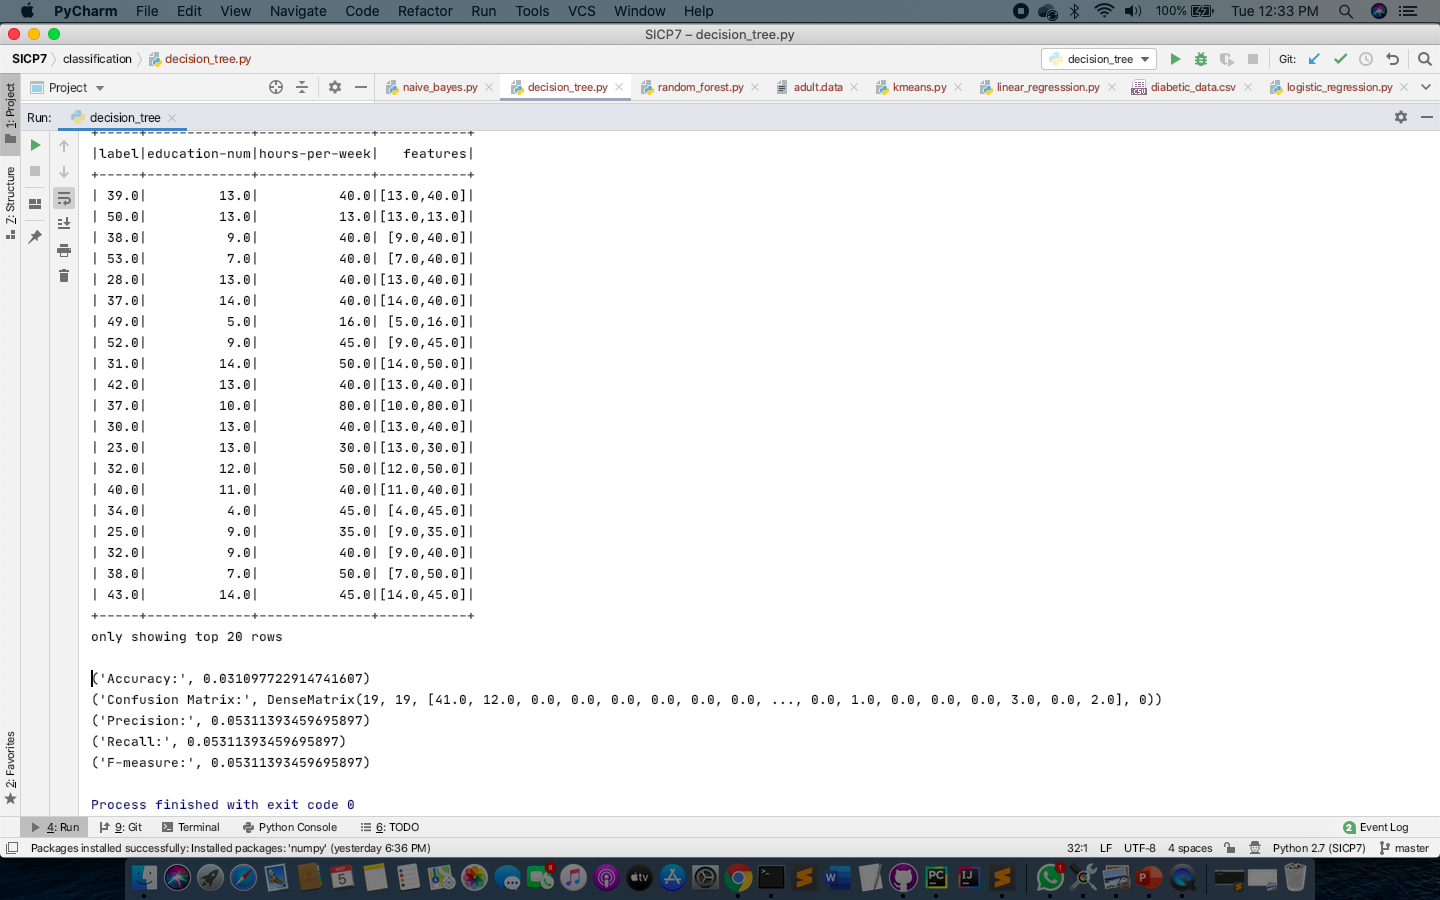 PyCharm File Edit View Navigate Code Refactor Run Tools VCS Window Help 100% Tue 12:33 PM
SICP7 – decision_tree.py
SICP7 classification decision_tree.py decision_tree Git:
1: Project Project naive_bayes.py decision_tree.py random_forest.py adult.data kmeans.py linear_regresssion.py diabetic_data.csv logistic_regression.py
Run: decision_tree
7: Structure
2: Favorites
+-----+-------------+--------------+-----------+
|label|education-num|hours-per-week|   features|
+-----+-------------+--------------+-----------+
| 39.0|         13.0|          40.0|[13.0,40.0]|
| 50.0|         13.0|          13.0|[13.0,13.0]|
| 38.0|          9.0|          40.0| [9.0,40.0]|
| 53.0|          7.0|          40.0| [7.0,40.0]|
| 28.0|         13.0|          40.0|[13.0,40.0]|
| 37.0|         14.0|          40.0|[14.0,40.0]|
| 49.0|          5.0|          16.0| [5.0,16.0]|
| 52.0|          9.0|          45.0| [9.0,45.0]|
| 31.0|         14.0|          50.0|[14.0,50.0]|
| 42.0|         13.0|          40.0|[13.0,40.0]|
| 37.0|         10.0|          80.0|[10.0,80.0]|
| 30.0|         13.0|          40.0|[13.0,40.0]|
| 23.0|         13.0|          30.0|[13.0,30.0]|
| 32.0|         12.0|          50.0|[12.0,50.0]|
| 40.0|         11.0|          40.0|[11.0,40.0]|
| 34.0|          4.0|          45.0| [4.0,45.0]|
| 25.0|          9.0|          35.0| [9.0,35.0]|
| 32.0|          9.0|          40.0| [9.0,40.0]|
| 38.0|          7.0|          50.0| [7.0,50.0]|
| 43.0|         14.0|          45.0|[14.0,45.0]|
+-----+-------------+--------------+-----------+
only showing top 20 rows
('Accuracy:', 0.031097722914741607)
('Confusion Matrix:', DenseMatrix(19, 19, [41.0, 12.0, 0.0, 0.0, 0.0, 0.0, 0.0, 0.0, ..., 0.0, 1.0, 0.0, 0.0, 0.0, 3.0, 0.0, 2.0], 0))
('Precision:', 0.05311393459695897)
('Recall:', 0.05311393459695897)
('F-measure:', 0.05311393459695897)
Process finished with exit code 0
4: Run 9: Git Terminal Python Console 6: TODO 2 Event Log
Packages installed successfully: Installed packages: 'numpy' (yesterday 6:36 PM) 32:1 LF UTF-8 4 spaces Python 2.7 (SICP7) master
5 8 tv W PC IJ 1 P